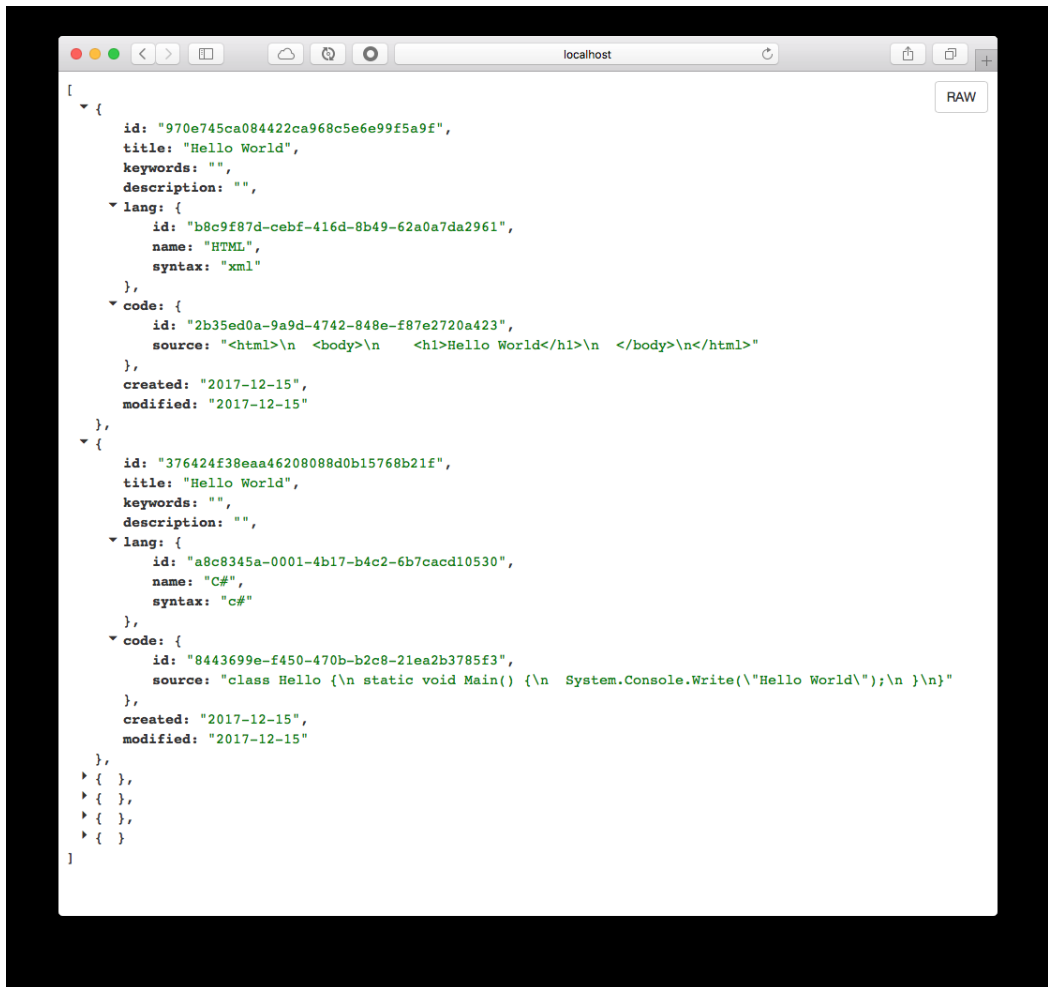 localhost
RAW
[
{
id: "970e745ca084422ca968c5e6e99f5a9f",
title: "Hello World",
keywords: "",
description: "",
lang: {
id: "b8c9f87d-cebf-416d-8b49-62a0a7da2961",
name: "HTML",
syntax: "xml"
},
code: {
id: "2b35ed0a-9a9d-4742-848e-f87e2720a423",
source: "<html>\n  <body>\n    <h1>Hello World</h1>\n  </body>\n</html>"
},
created: "2017-12-15",
modified: "2017-12-15"
},
{
id: "376424f38eaa46208088d0b15768b21f",
title: "Hello World",
keywords: "",
description: "",
lang: {
id: "a8c8345a-0001-4b17-b4c2-6b7cacd10530",
name: "C#",
syntax: "c#"
},
code: {
id: "8443699e-f450-470b-b2c8-21ea2b3785f3",
source: "class Hello {\n static void Main() {\n  System.Console.Write(\"Hello World\");\n }\n}"
},
created: "2017-12-15",
modified: "2017-12-15"
},
{  },
{  },
{  },
{  }
]